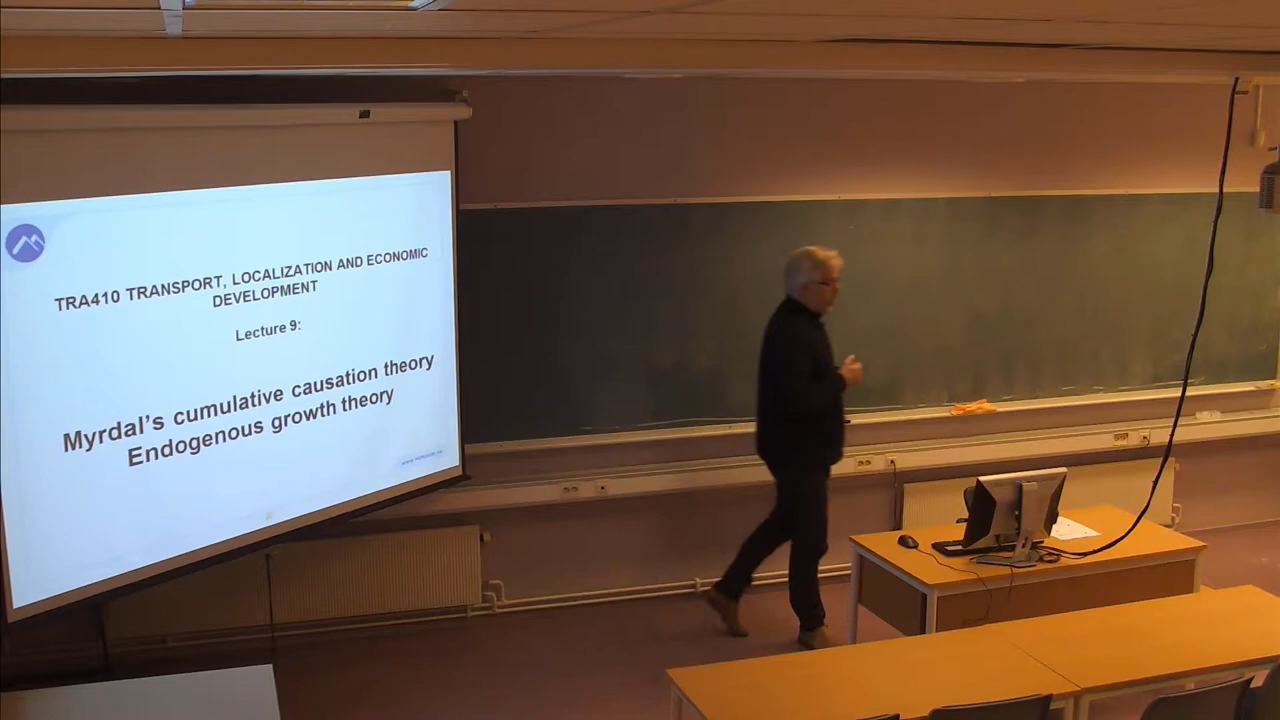 TRA410 TRANSPORT, LOCALIZATION AND ECONOMIC
DEVELOPMENT
Lecture 9:
Myrdal's cumulative causation theory
Endogenous growth theory